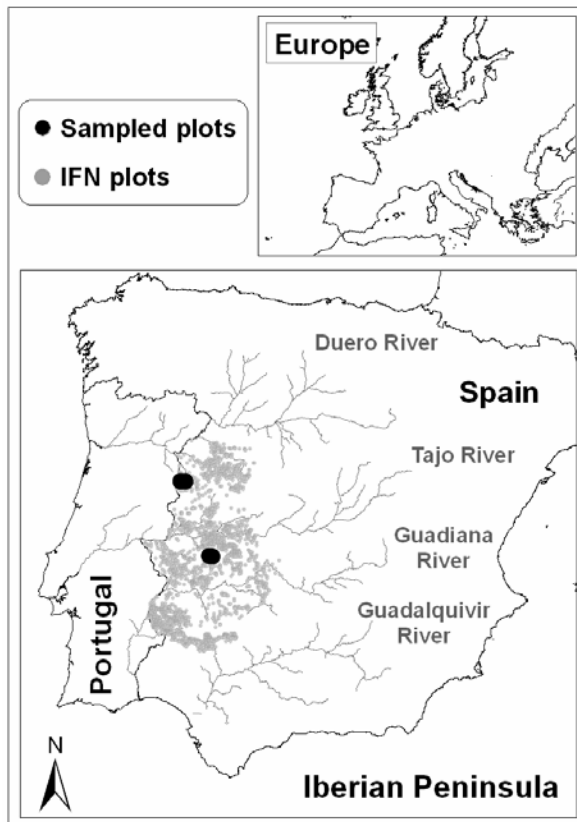 Europe
Sampled plots
IFN plots
Duero River
Spain
Tajo River
Guadiana
River
Guadalquivir
River
Portugal
N
Iberian Peninsula